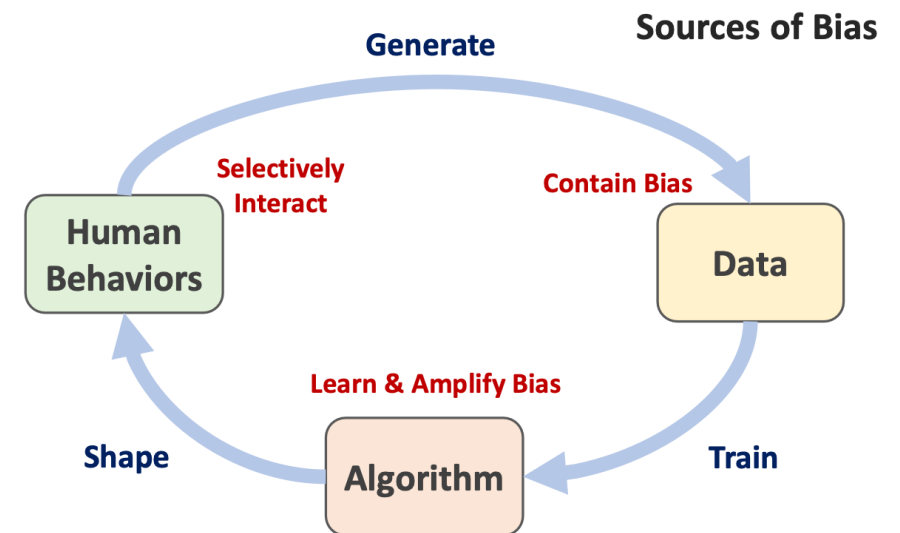 Sources of Bias
Generate
Selectively
Interact
Contain Bias
Human
Behaviors
Data
Learn & Amplify Bias
Shape
Algorithm
Train